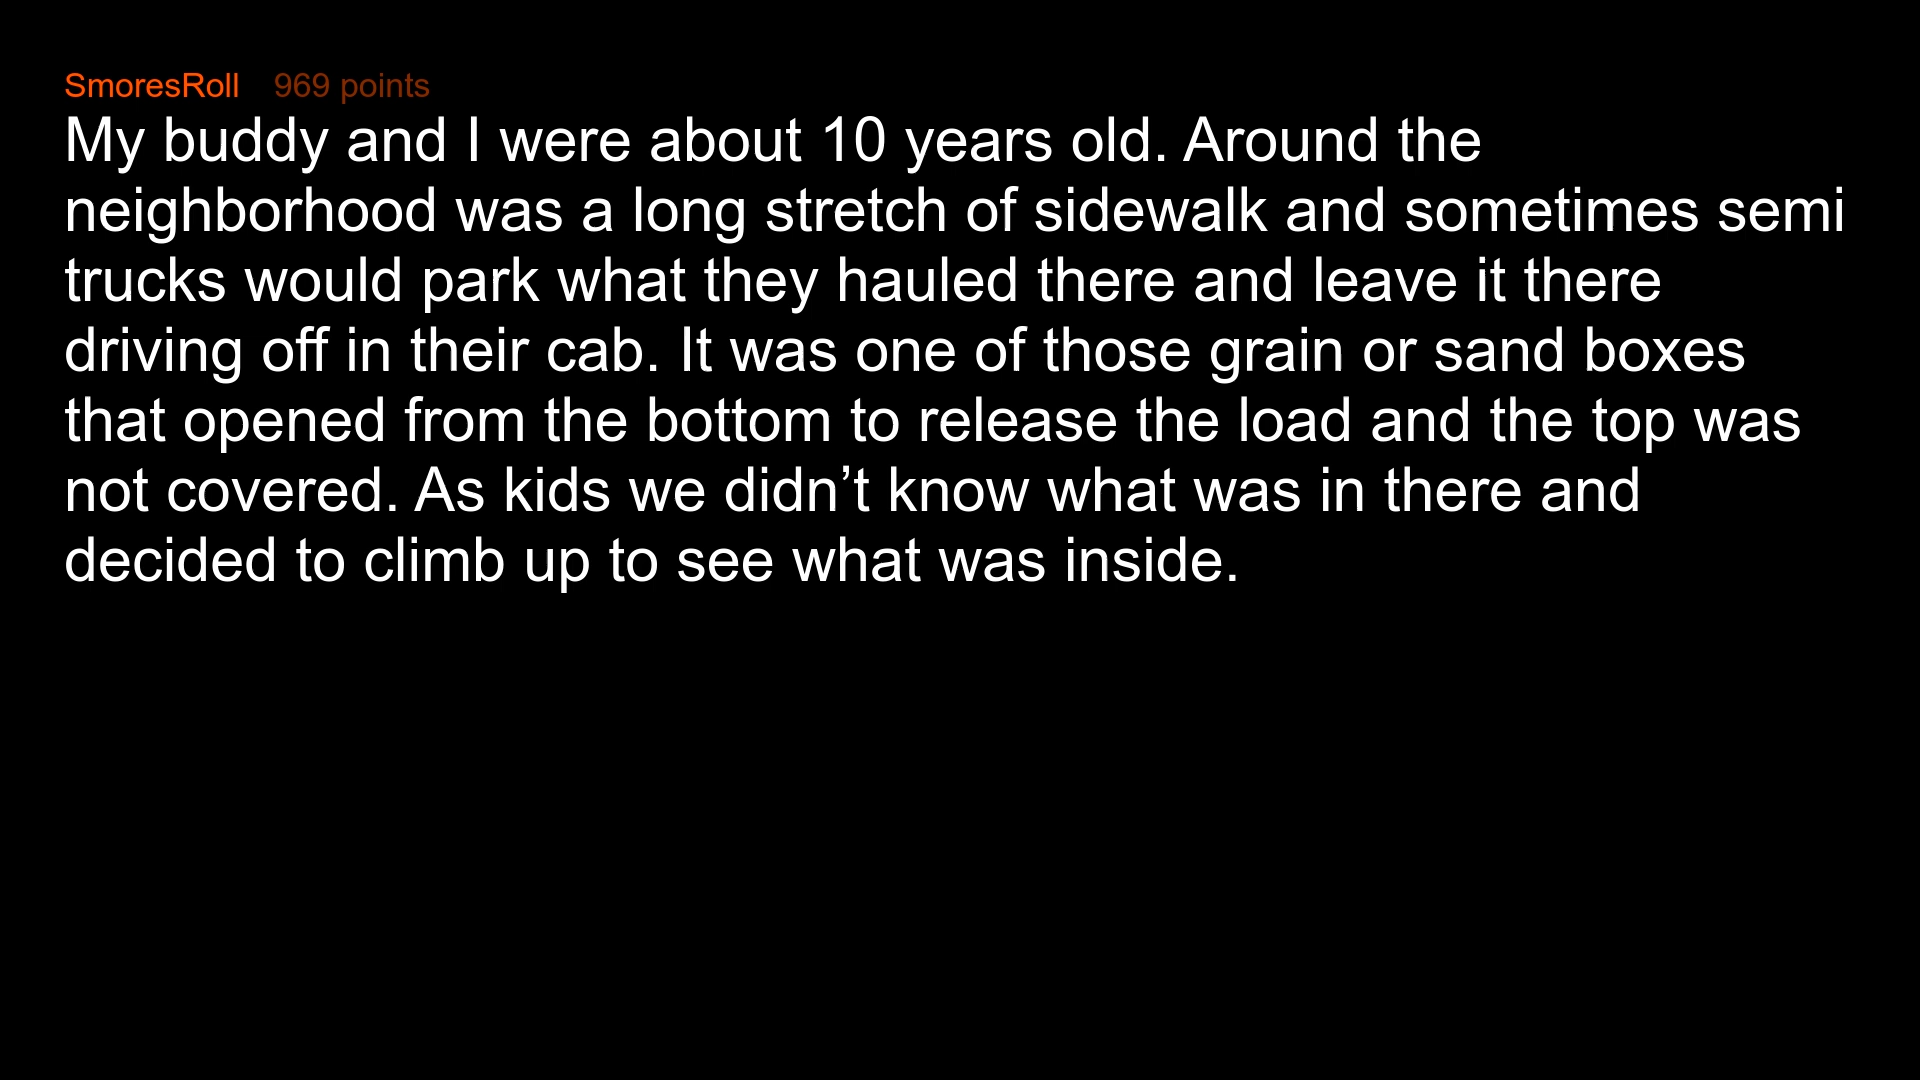 SmoresRoll 969 points
My buddy and I were about 10 years old. Around the
neighborhood was a long stretch of sidewalk and sometimes semi
trucks would park what they hauled there and leave it there
driving off in their cab. It was one of those grain or sand boxes
that opened from the bottom to release the load and the top was
not covered. As kids we didn’t know what was in there and
decided to climb up to see what was inside.